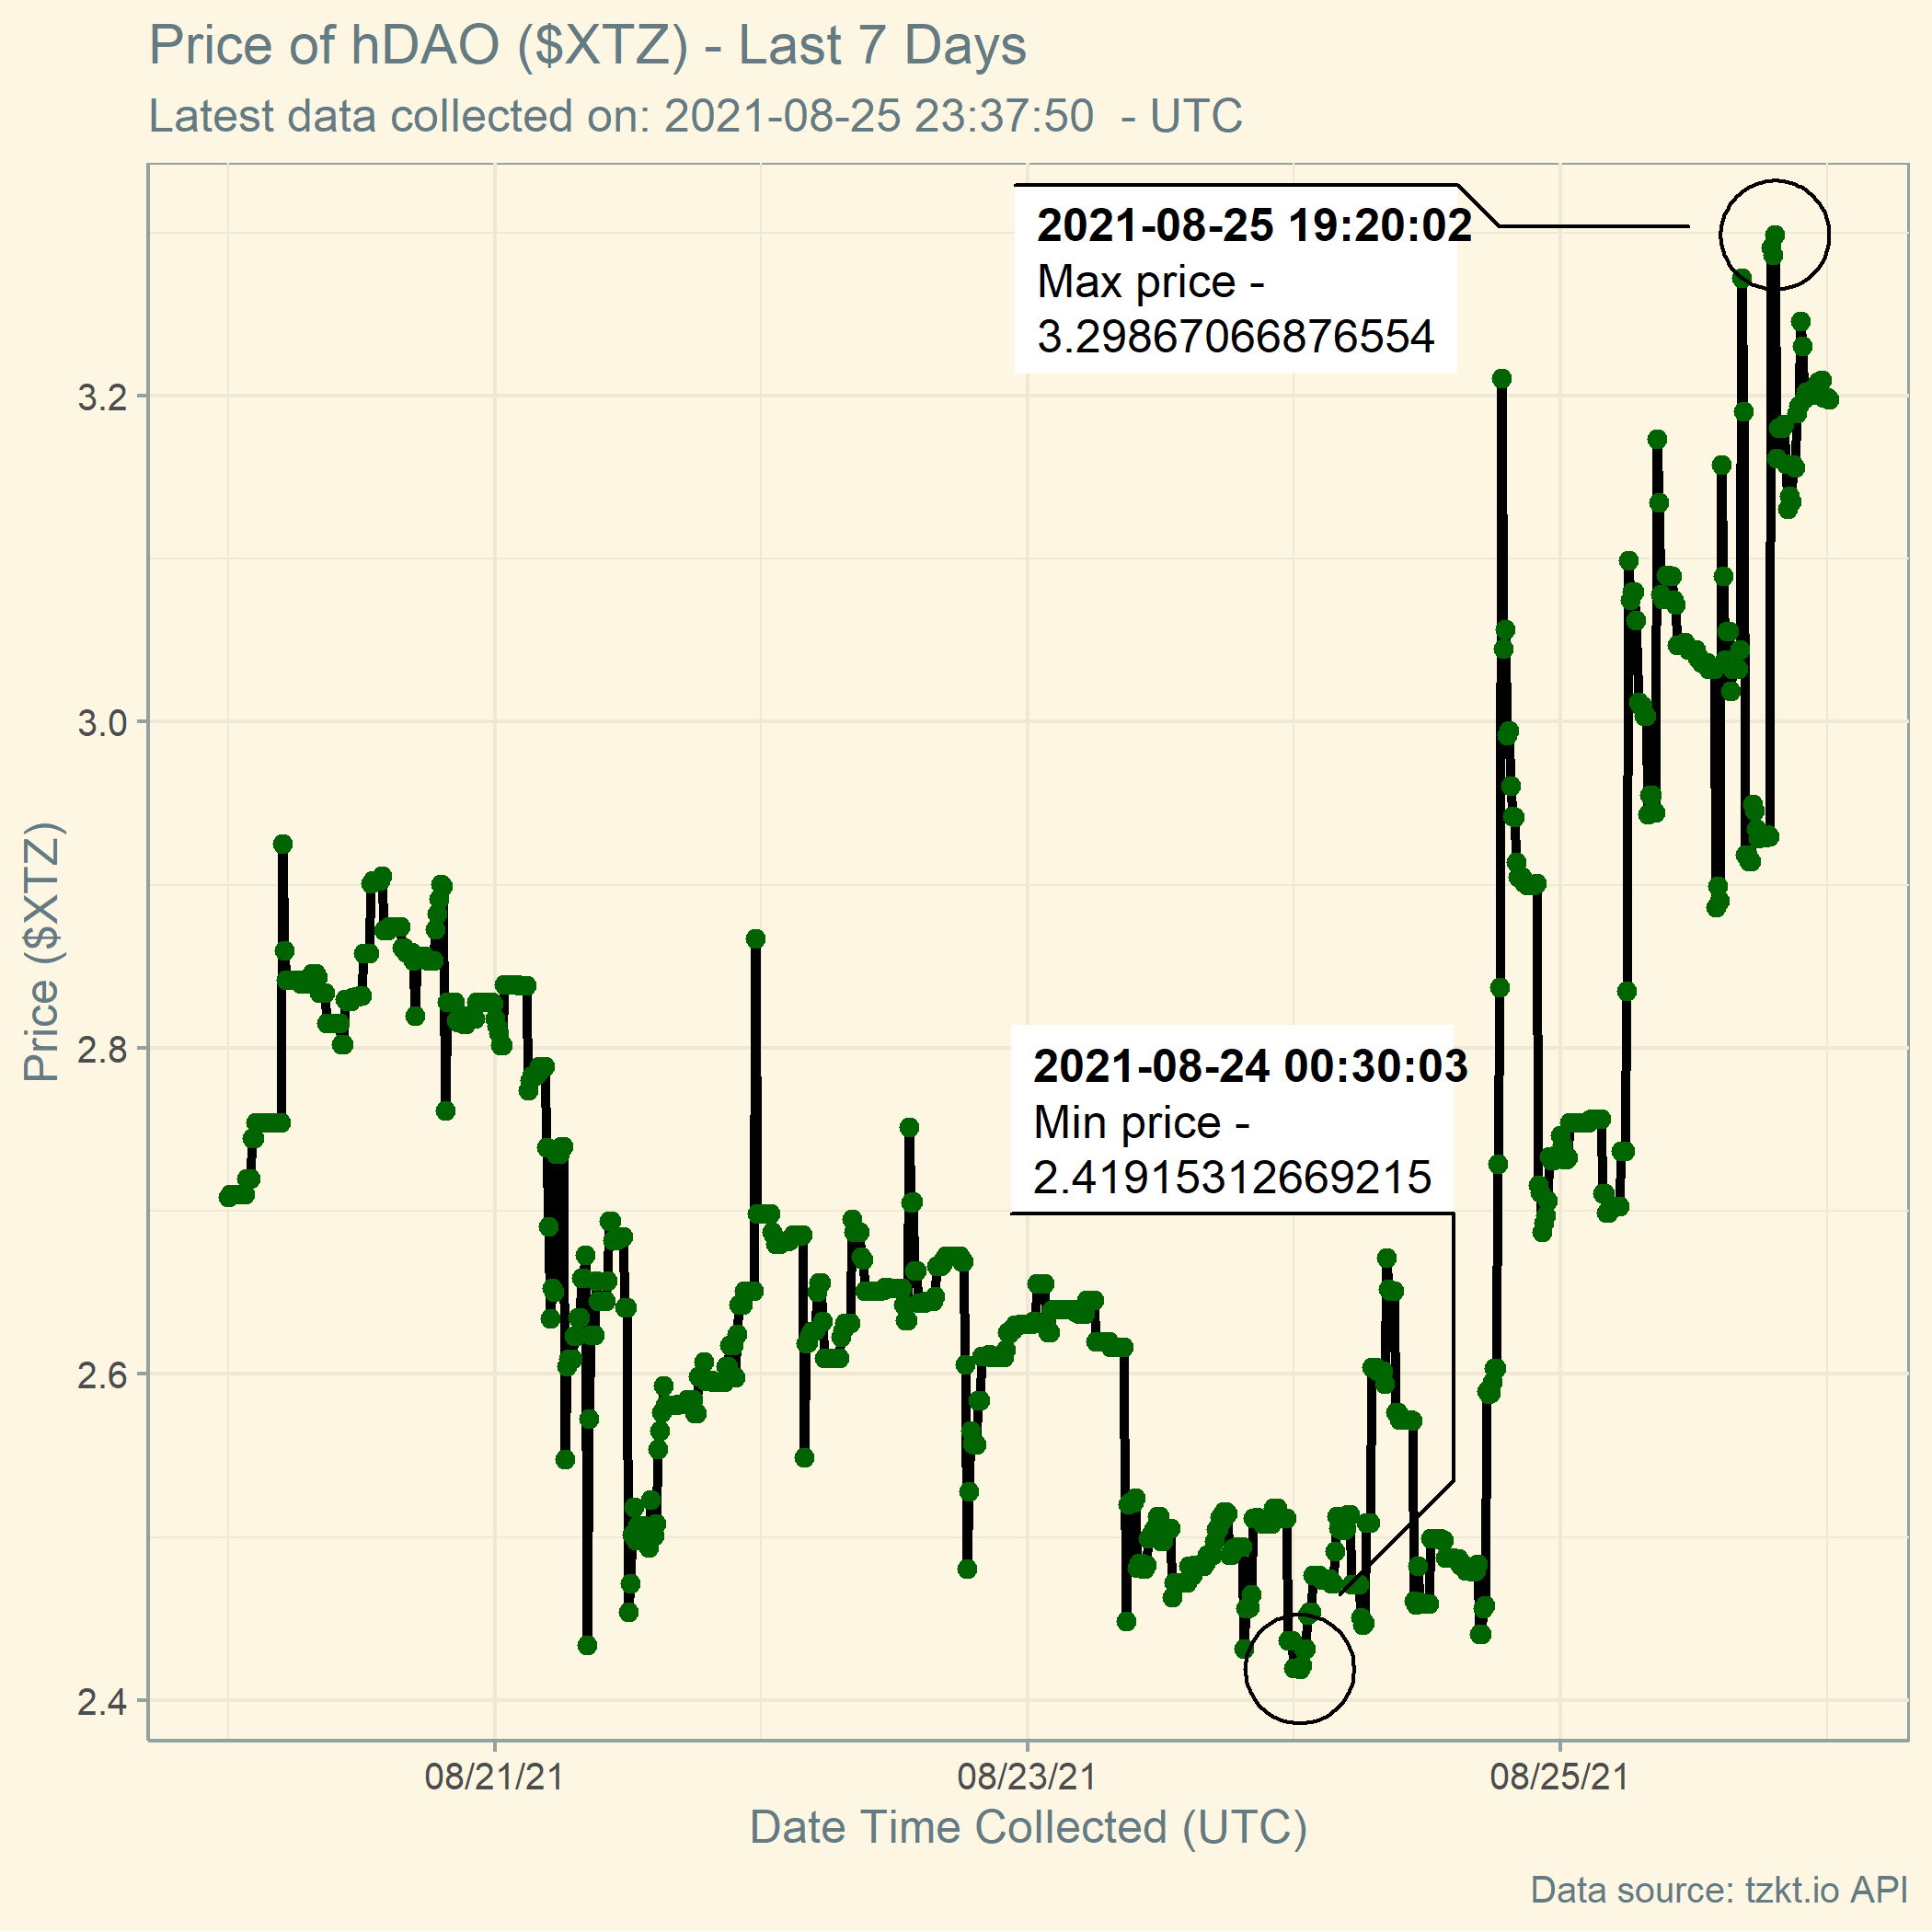 Price of hDAO ($XTZ) - Last 7 Days
Latest data collected on: 2021-08-25 23:37:50  - UTC
2021-08-25 19:20:02
Max price -
3.29867066876554
3.2
3.0
2.8
2.6
2.4
Price ($XTZ)
2021-08-24 00:30:03
Min price -
2.41915312669215
08/21/21
08/23/21
08/25/21
Date Time Collected (UTC)
Data source: tzkt.io API